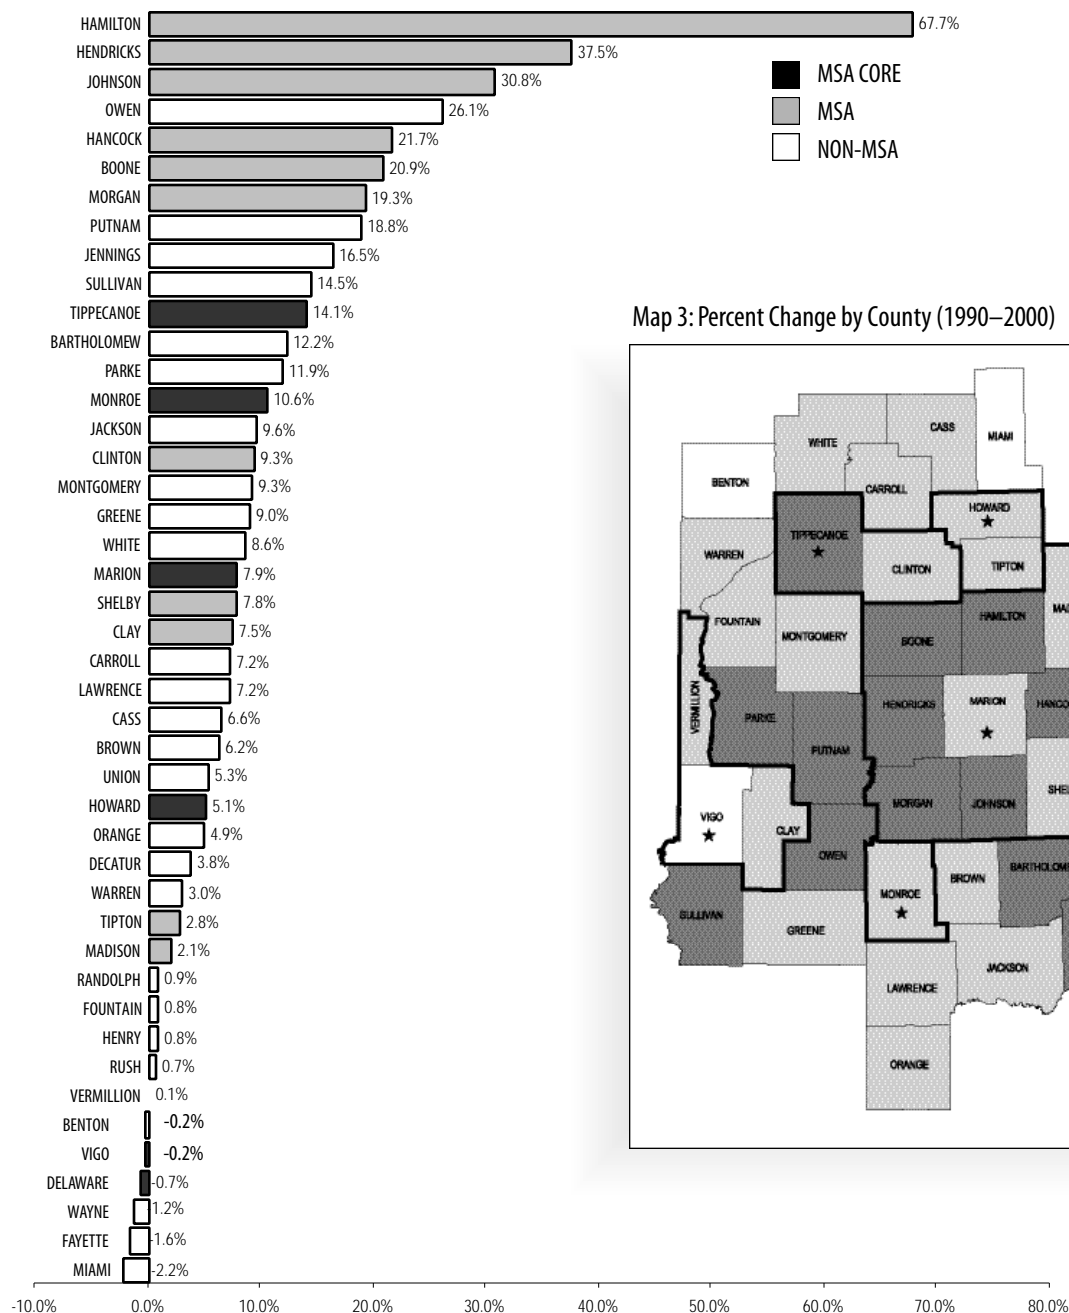 HAMILTON 67.7%
HENDRICKS 37.5%
JOHNSON 30.8%
OWEN 26.1%
HANCOCK 21.7%
BOONE 20.9%
MORGAN 19.3%
PUTNAM 18.8%
JENNINGS 16.5%
SULLIVAN 14.5%
TIPPECANOE 14.1%
BARTHOLOMEW 12.2%
PARKE 11.9%
MONROE 10.6%
JACKSON 9.6%
CLINTON 9.3%
MONTGOMERY 9.3%
GREENE 9.0%
WHITE 8.6%
MARION 7.9%
SHELBY 7.8%
CLAY 7.5%
CARROLL 7.2%
LAWRENCE 7.2%
CASS 6.6%
BROWN 6.2%
UNION 5.3%
HOWARD 5.1%
ORANGE 4.9%
DECATUR 3.8%
WARREN 3.0%
TIPTON 2.8%
MADISON 2.1%
RANDOLPH 0.9%
FOUNTAIN 0.8%
HENRY 0.8%
RUSH 0.7%
VERMILLION 0.1%
BENTON -0.2%
VIGO -0.2%
DELAWARE -0.7%
WAYNE -1.2%
FAYETTE -1.6%
MIAMI -2.2%
-10.0% 0.0% 10.0% 20.0% 30.0% 40.0% 50.0% 60.0% 70.0% 80.0%
MSA CORE
MSA
NON-MSA
Map 3: Percent Change by County (1990–2000)
WHITE
CASS
MIAMI
BENTON
CARROLL
HOWARD
TIPPECANOE
WARREN
CLINTON
TIPTON
MAD
FOUNTAIN
MONTGOMERY
BOONE
HAMILTON
VERMILLION
PARKE
PUTNAM
HENDRICKS
MARION
HANCO
VIGO
CLAY
OWEN
MORGAN
JOHNSON
SHEL
SULLIVAN
GREENE
MONROE
BROWN
BARTHOLOME
LAWRENCE
JACKSON
ORANGE